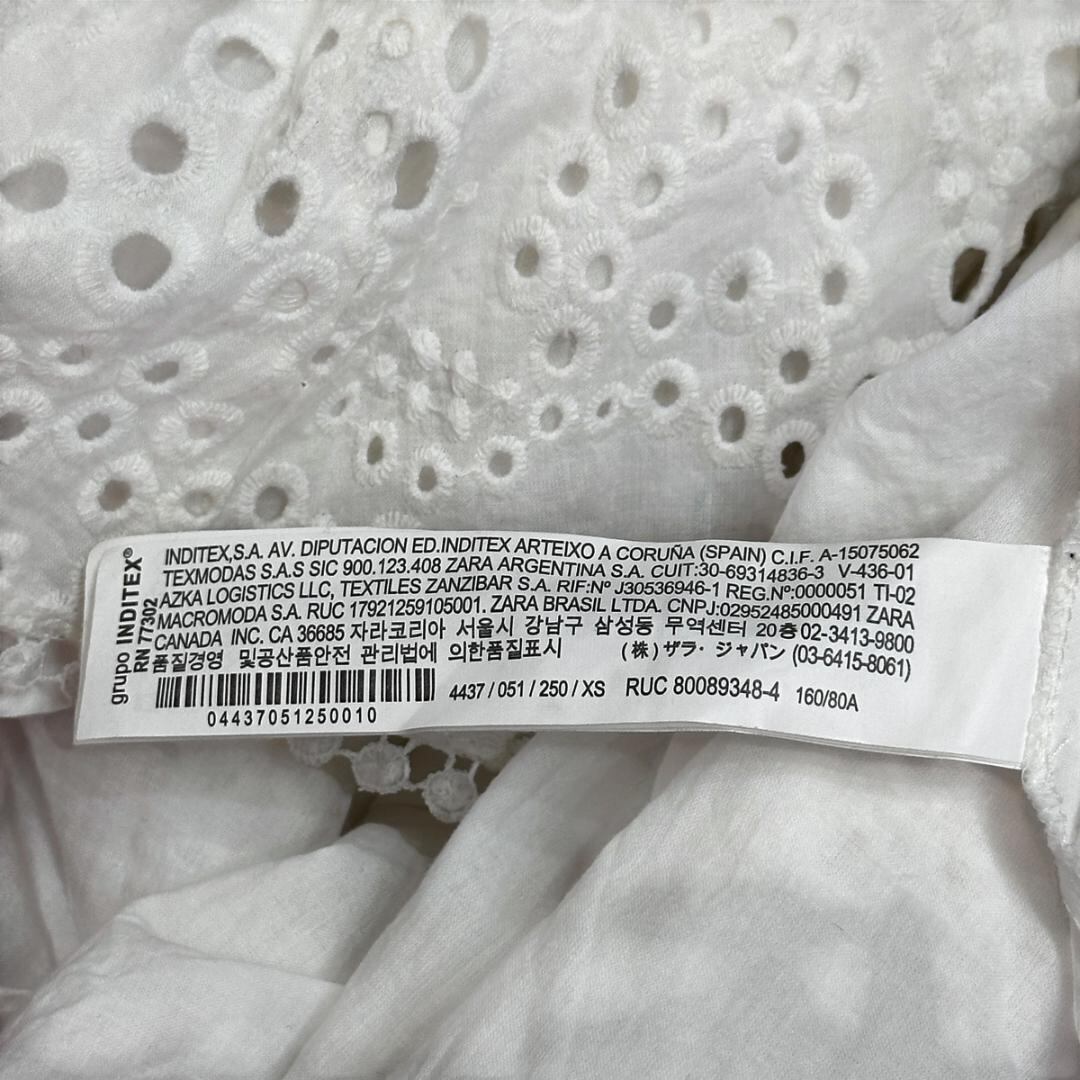 grupo INDITEX®
RN 77302
INDITEX,S.A. AV. DIPUTACION ED.INDITEX ARTEIXO A CORUÑA (SPAIN) C.I.F. A-15075062
TEXMODAS S.A.S SIC 900.123.408 ZARA ARGENTINA S.A. CUIT:30-69314836-3 V-436-01
AZKA LOGISTICS LLC, TEXTILES ZANZIBAR S.A. RIF:Nº J30536946-1 REG.Nº:0000051 TI-02
MACROMODA S.A. RUC 17921259105001. ZARA BRASIL LTDA. CNPJ:02952485000491 ZARA
CANADA INC. CA 36685 자라코리아 서울시 강남구 삼성동 무역센터 20층 02-3413-9800
품질경영 및공산품안전 관리법에 의한품질표시 (株) ザラ・ジャパン (03-6415-8061)
4437 / 051 / 250 / XS RUC 80089348-4 160/80A
04437051250010